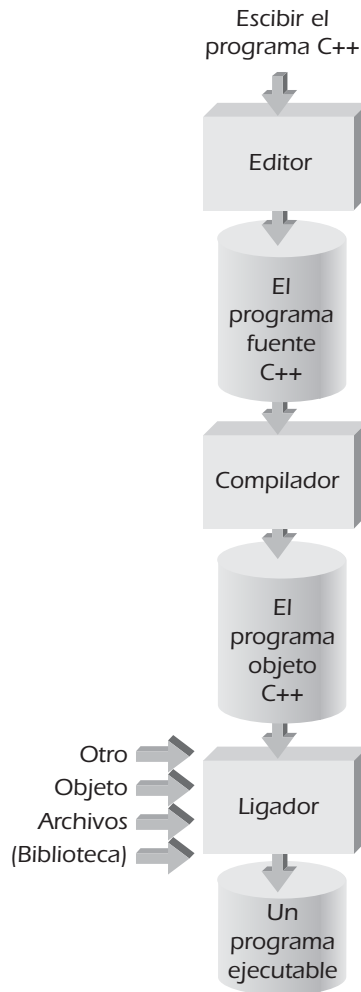 Escibir el
programa C++
Editor
El
programa
fuente
C++
Compilador
El
programa
objeto
C++
Otro
Objeto
Archivos
(Biblioteca)
Ligador
Un
programa
ejecutable